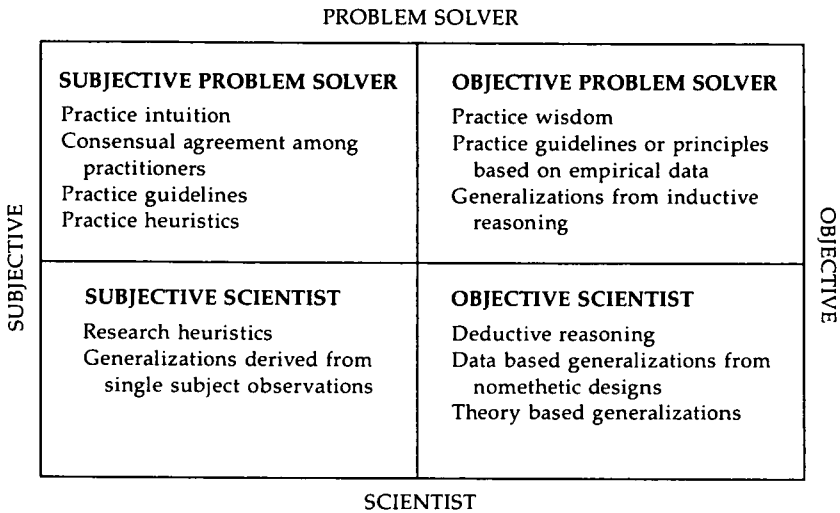 PROBLEM SOLVER
SUBJECTIVE PROBLEM SOLVER
Practice intuition
Consensual agreement among
practitioners
Practice guidelines
Practice heuristics
OBJECTIVE PROBLEM SOLVER
Practice wisdom
Practice guidelines or principles
based on empirical data
Generalizations from inductive
reasoning
SUBJECTIVE
OBJECTIVE
SUBJECTIVE SCIENTIST
Research heuristics
Generalizations derived from
single subject observations
OBJECTIVE SCIENTIST
Deductive reasoning
Data based generalizations from
nomethetic designs
Theory based generalizations
SCIENTIST